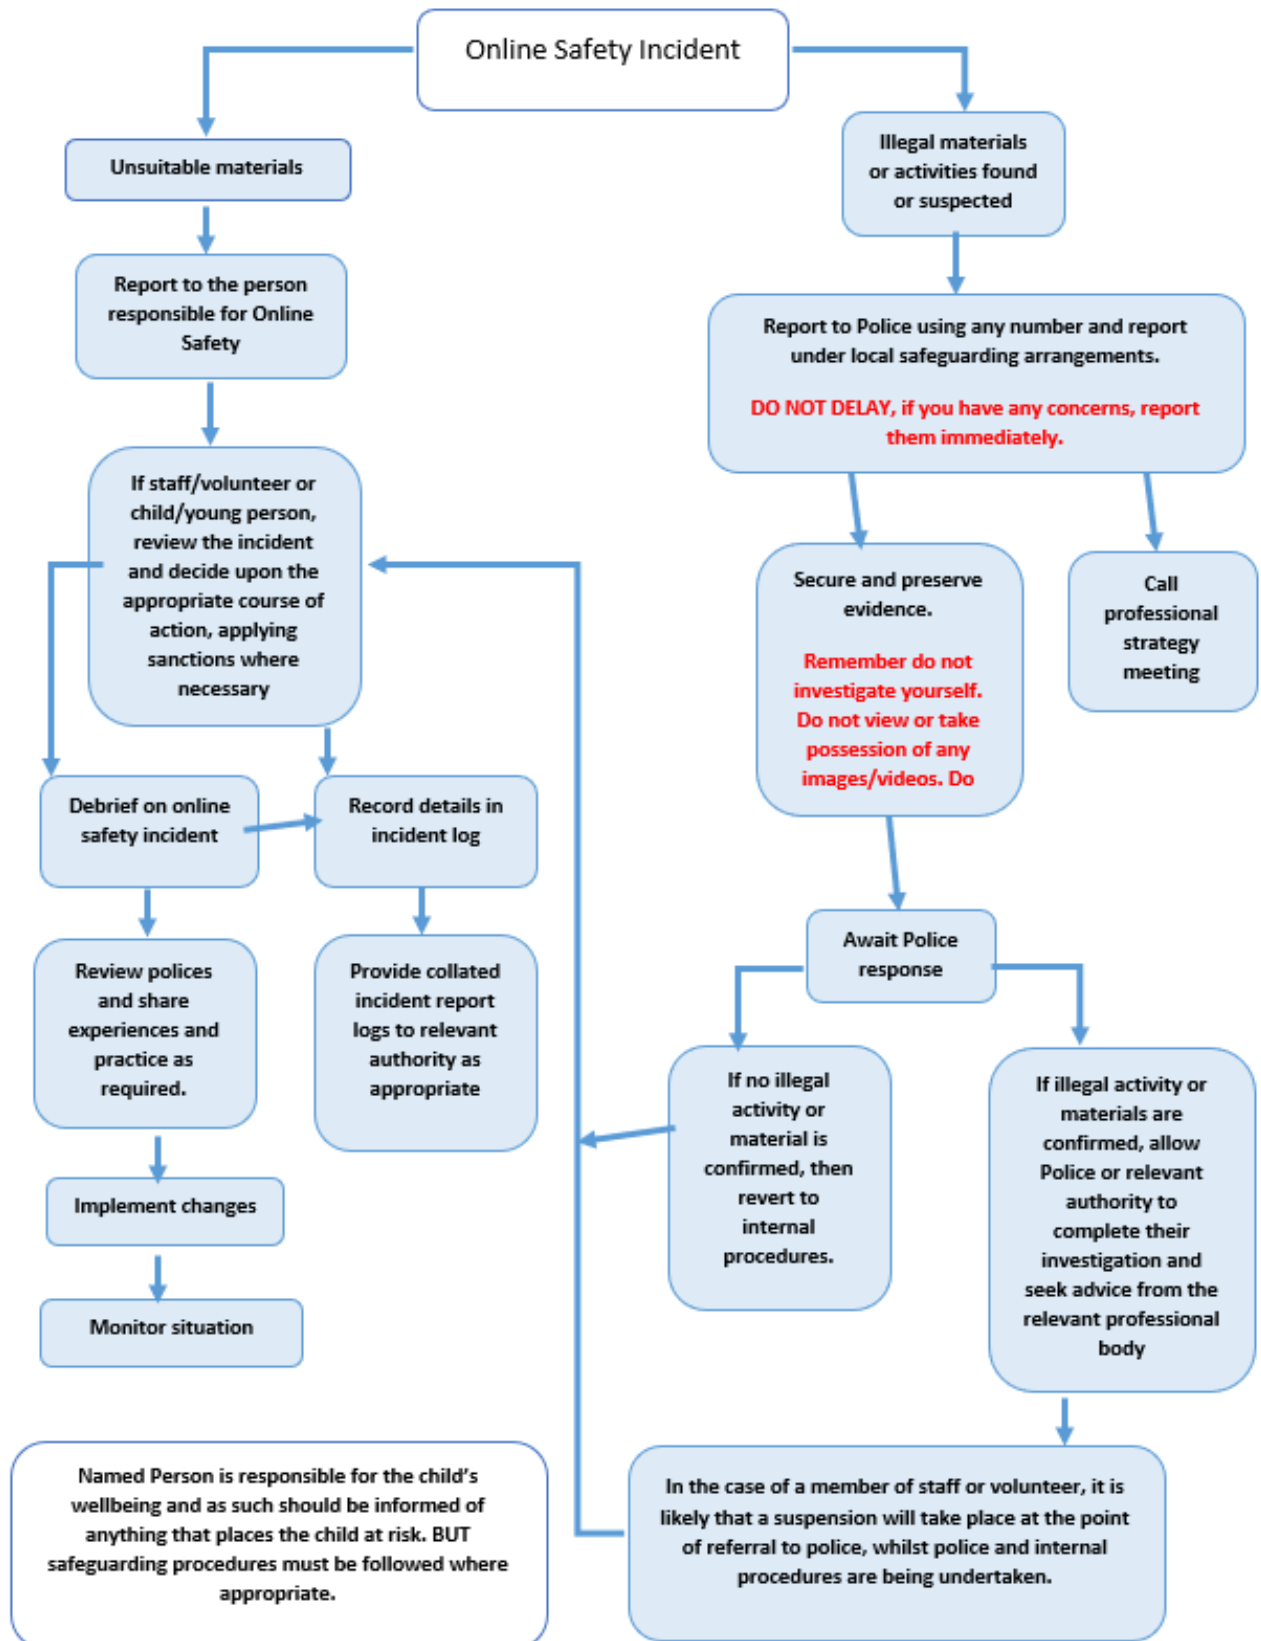 Online Safety Incident
Unsuitable materials
Illegal materials
or activities found
or suspected
Report to the person
responsible for Online
Safety
Report to Police using any number and report
under local safeguarding arrangements.
DO NOT DELAY, if you have any concerns, report
them immediately.
If staff/volunteer or
child/young person,
review the incident
and decide upon the
appropriate course of
action, applying
sanctions where
necessary
Secure and preserve
evidence.
Remember do not
investigate yourself.
Do not view or take
possession of any
images/videos. Do
Call
professional
strategy
meeting
Debrief on online
safety incident
Record details in
incident log
Review polices
and share
experiences and
practice as
required.
Provide collated
incident report
logs to relevant
authority as
appropriate
Await Police
response
If no illegal
activity or
material is
confirmed, then
revert to
internal
procedures.
If illegal activity or
materials are
confirmed, allow
Police or relevant
authority to
complete their
investigation and
seek advice from the
relevant professional
body
Implement changes
Monitor situation
Named Person is responsible for the child’s
wellbeing and as such should be informed of
anything that places the child at risk. BUT
safeguarding procedures must be followed where
appropriate.
In the case of a member of staff or volunteer, it is
likely that a suspension will take place at the point
of referral to police, whilst police and internal
procedures are being undertaken.